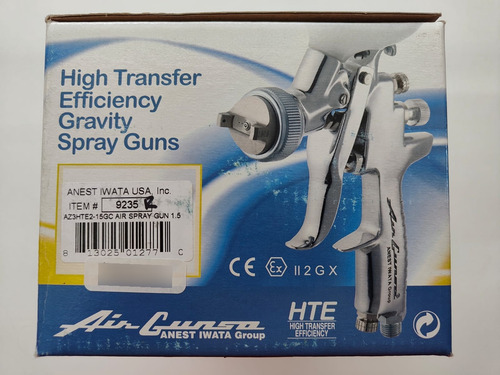 High Transfer
Efficiency
Gravity
Spray Guns
ANEST IWATA USA, Inc.
ITEM # 9235 R
AZ3HTE2-15GC AIR SPRAY GUN 1.5
8 13025 01277 C
CE Ex II 2 G X
Air Gunsa
ANEST IWATA Group
HTE
HIGH TRANSFER
EFFICIENCY
Air Gunsa
ANEST IWATA Group